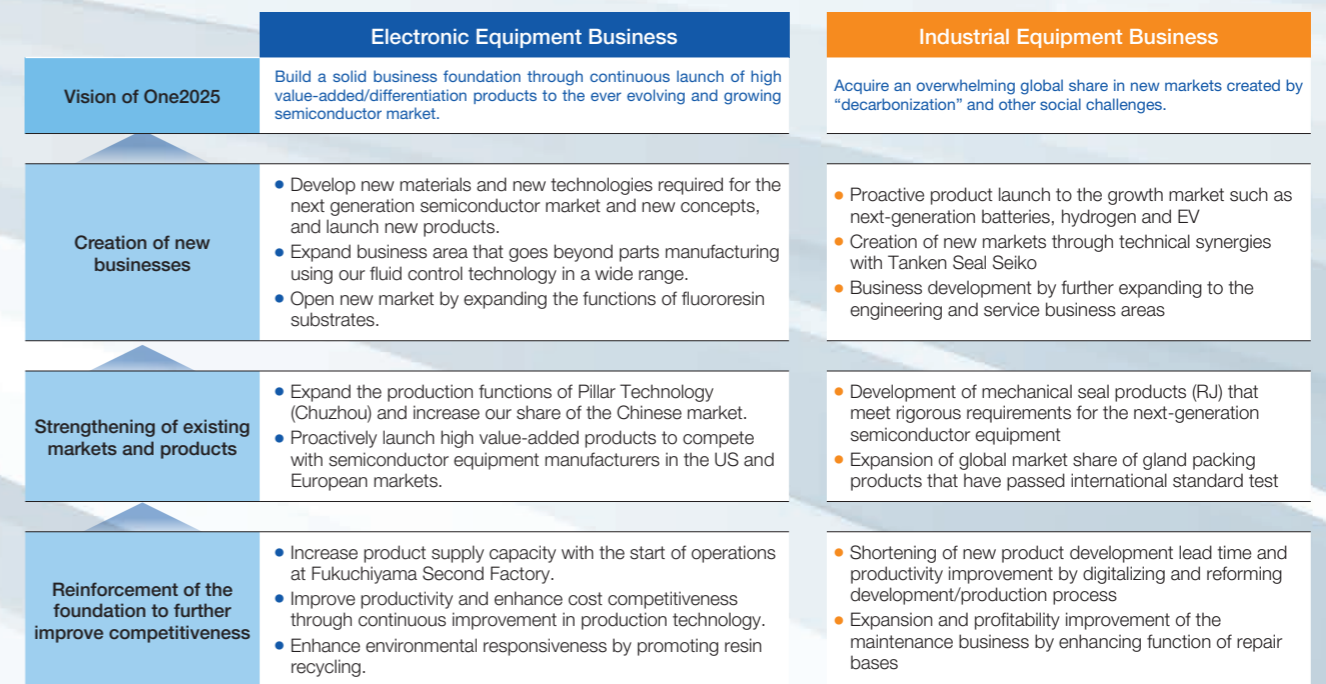 Electronic Equipment Business
Industrial Equipment Business
Vision of One2025
Build a solid business foundation through continuous launch of high
value-added/differentiation products to the ever evolving and growing
semiconductor market.
Acquire an overwhelming global share in new markets created by
“decarbonization” and other social challenges.
Creation of new
businesses
● Develop new materials and new technologies required for the
next generation semiconductor market and new concepts,
and launch new products.
● Expand business area that goes beyond parts manufacturing
using our fluid control technology in a wide range.
● Open new market by expanding the functions of fluororesin
substrates.
● Proactive product launch to the growth market such as
next-generation batteries, hydrogen and EV
● Creation of new markets through technical synergies
with Tanken Seal Seiko
● Business development by further expanding to the
engineering and service business areas
Strengthening of existing
markets and products
● Expand the production functions of Pillar Technology
(Chuzhou) and increase our share of the Chinese market.
● Proactively launch high value-added products to compete
with semiconductor equipment manufacturers in the US and
European markets.
● Development of mechanical seal products (RJ) that
meet rigorous requirements for the next-generation
semiconductor equipment
● Expansion of global market share of gland packing
products that have passed international standard test
Reinforcement of the
foundation to further
improve competitiveness
● Increase product supply capacity with the start of operations
at Fukuchiyama Second Factory.
● Improve productivity and enhance cost competitiveness
through continuous improvement in production technology.
● Enhance environmental responsiveness by promoting resin
recycling.
● Shortening of new product development lead time and
productivity improvement by digitalizing and reforming
development/production process
● Expansion and profitability improvement of the
maintenance business by enhancing function of repair
bases